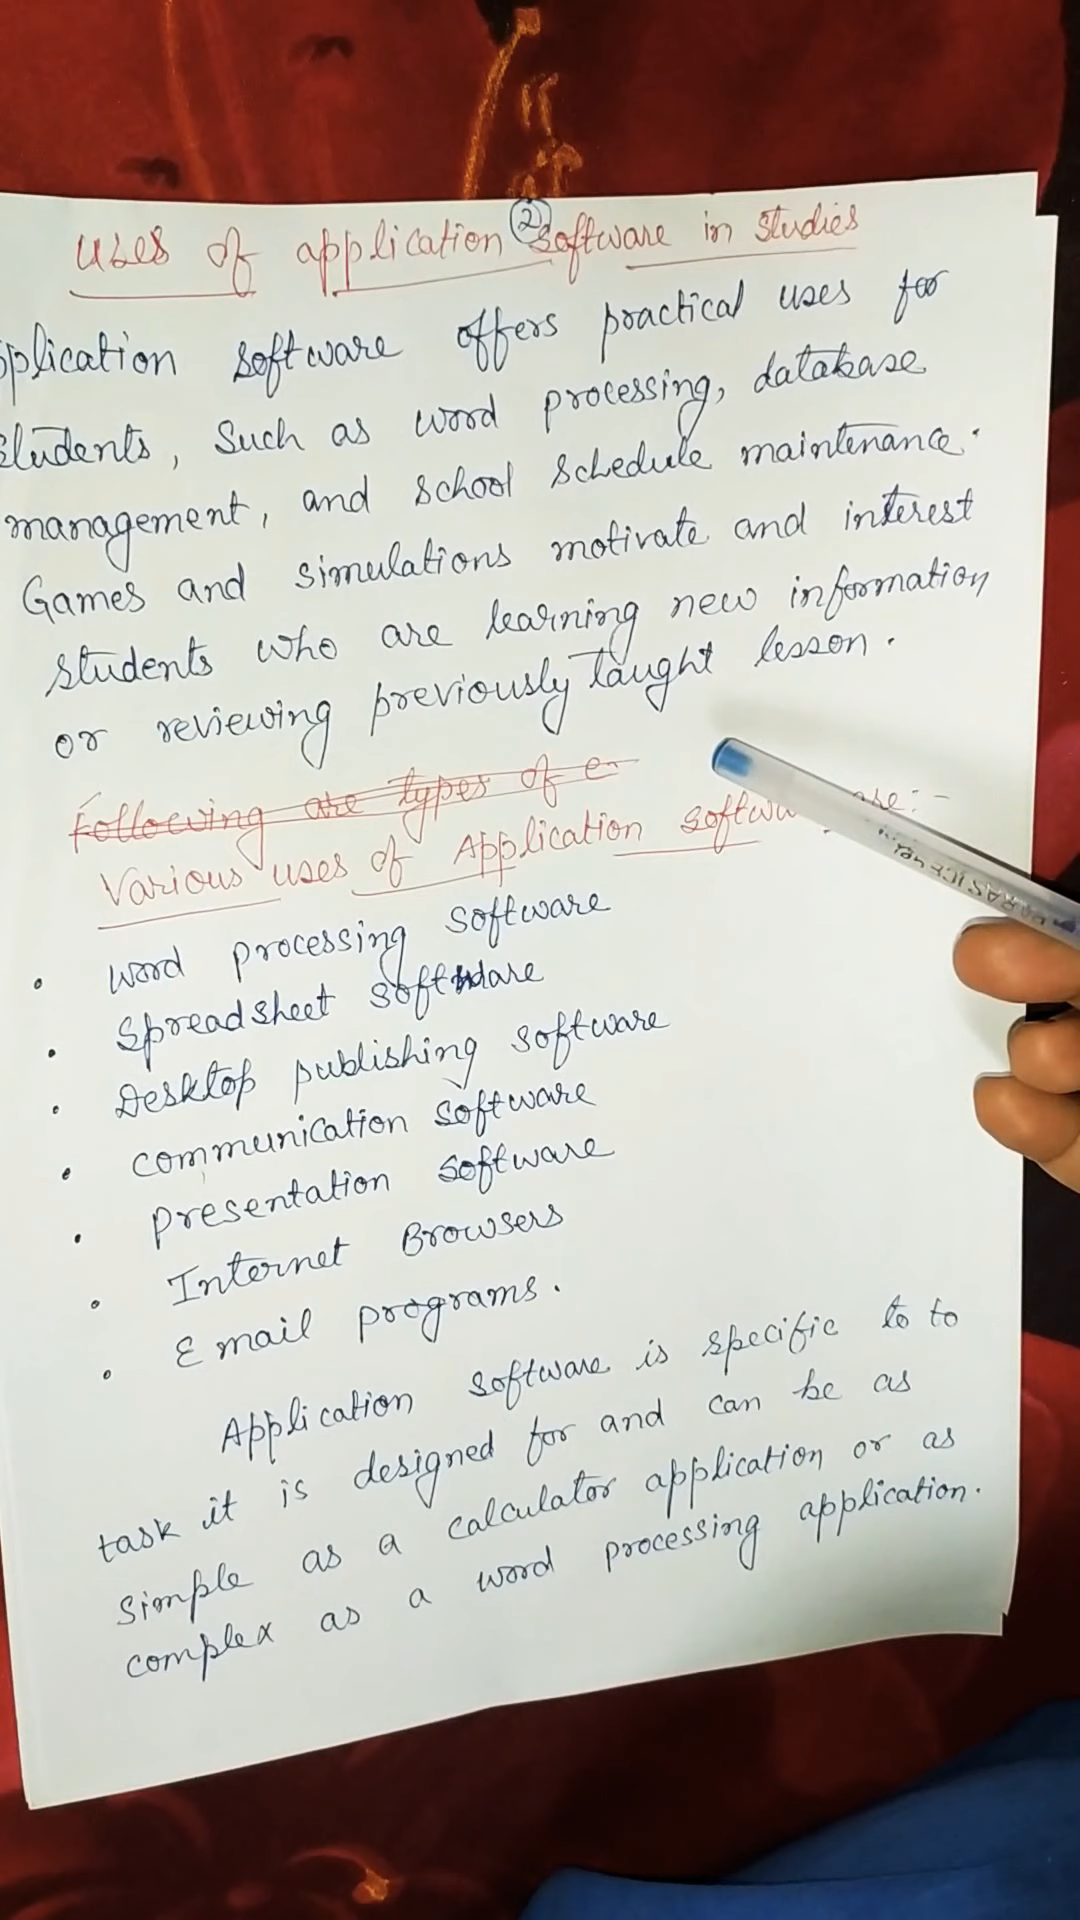 ②
Uses of application software in studies
pplication software offers practical uses for
students, Such as word processing, database
management, and school schedule maintenance.
Games and simulations motivate and interest
students who are learning new information
or reviewing previously taught lesson.
Following are types of e
Various uses of Application software:-
• word processing software
• Spreadsheet software
• Desktop publishing software
• communication software
• presentation software
• Internet Browsers
• Email programs.
Application software is specific to to
task it is designed for and can be as
simple as a calculator application or as
complex as a word processing application.